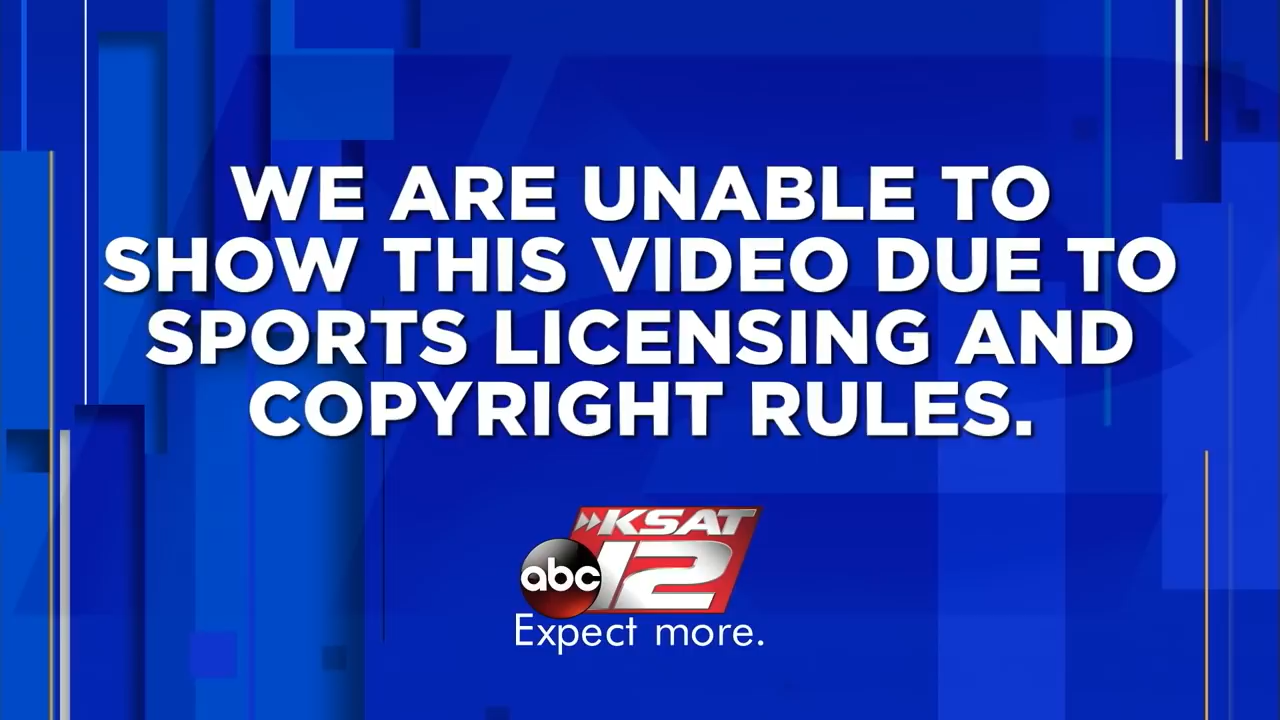 WE ARE UNABLE TO
SHOW THIS VIDEO DUE TO
SPORTS LICENSING AND
COPYRIGHT RULES.
KSAT
abc 12
Expect more.